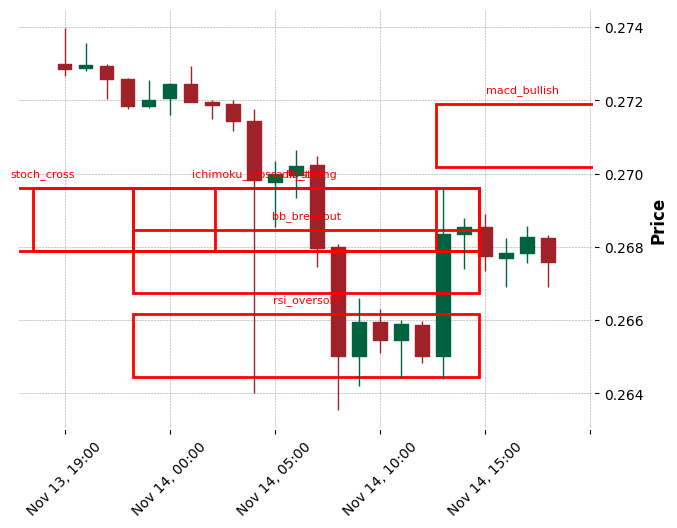 0.274
macd_bullish
0.272
stoch_cross
0.270
bb_breakout
Price
0.268
rsi_oversold
0.266
0.264
Nov 13, 19:00
Nov 14, 00:00
Nov 14, 05:00
Nov 14, 10:00
Nov 14, 15:00